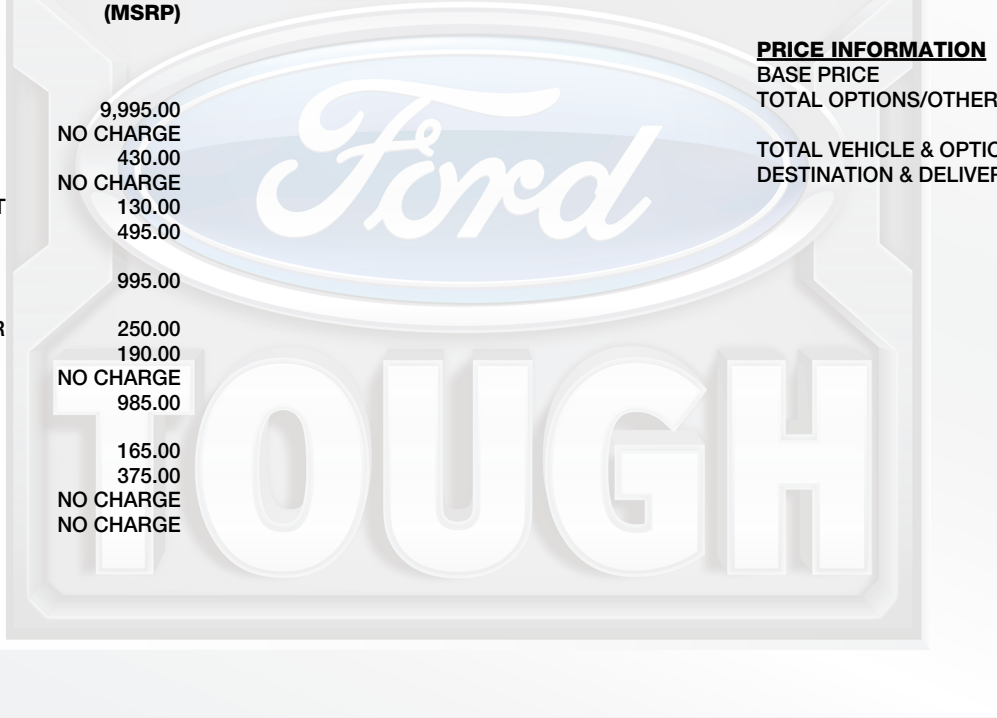 (MSRP)
9,995.00
NO CHARGE
430.00
NO CHARGE
T 130.00
495.00
995.00
R 250.00
190.00
NO CHARGE
985.00
165.00
375.00
NO CHARGE
NO CHARGE
PRICE INFORMATION
BASE PRICE
TOTAL OPTIONS/OTHER
TOTAL VEHICLE & OPTIO
DESTINATION & DELIVER
Ford
TOUGH